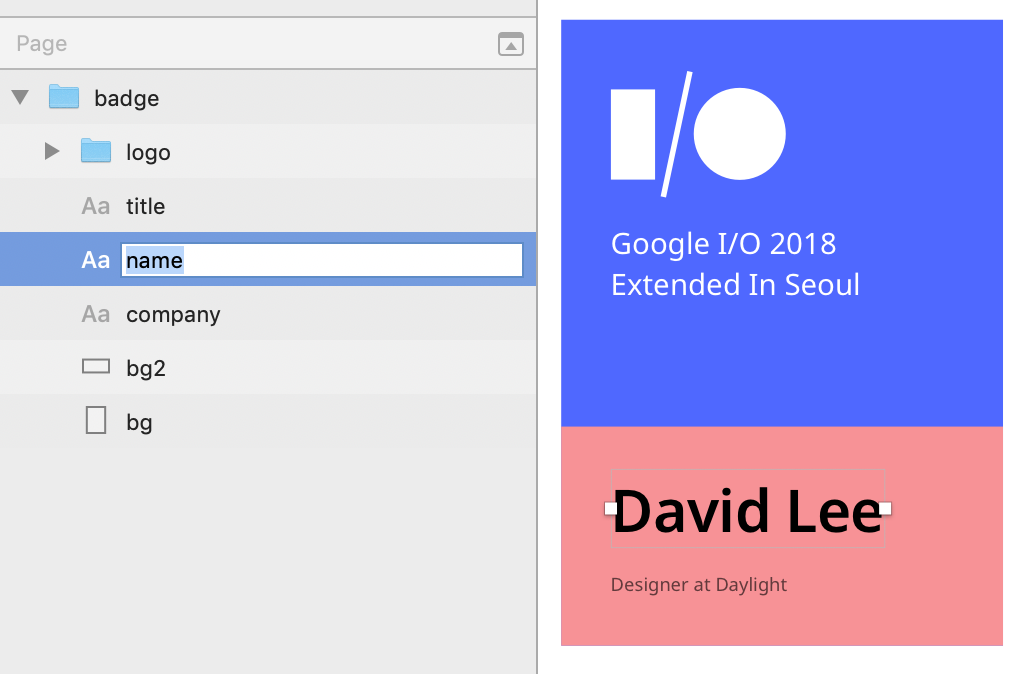 Page
badge
logo
Aa title
Aa name
Aa company
bg2
bg
I/O
Google I/O 2018
Extended In Seoul
David Lee
Designer at Daylight